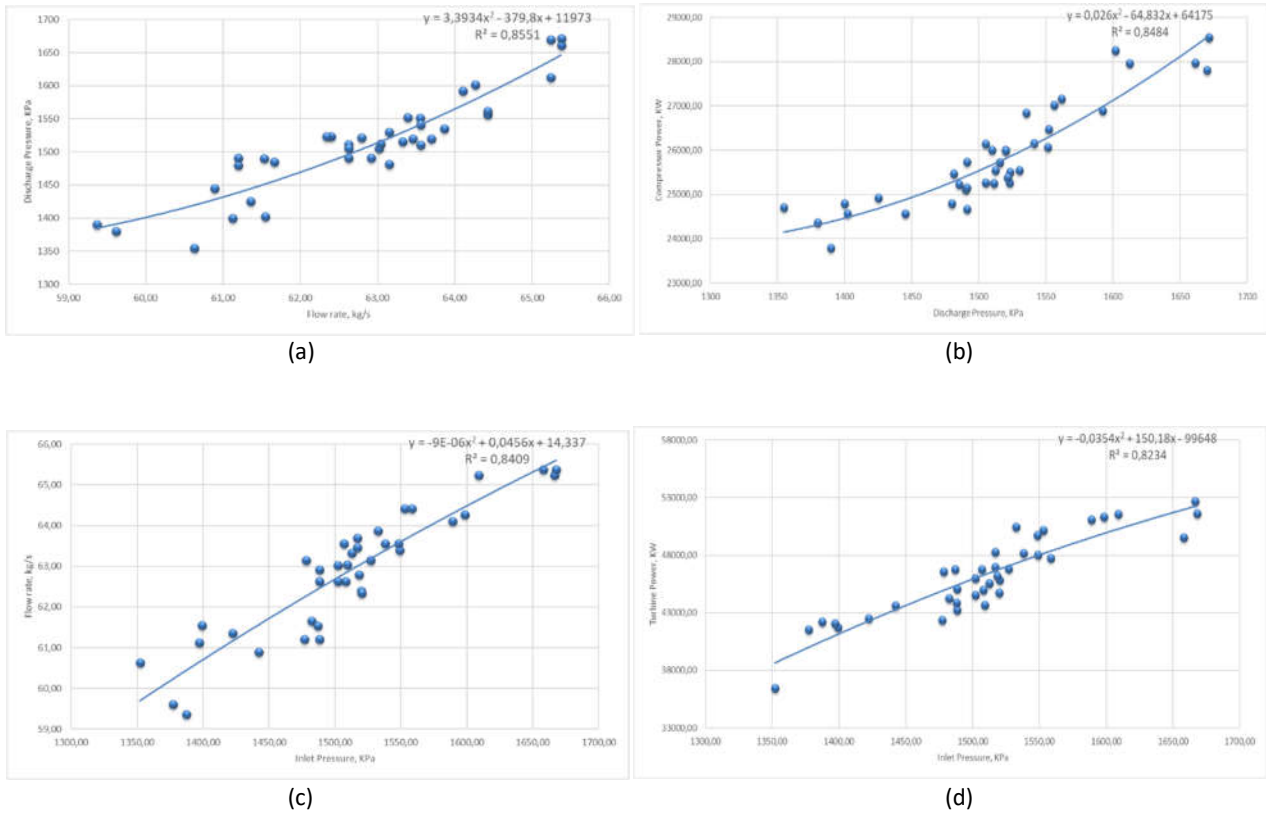 y = 3,3934x² - 379,8x + 11973
R² = 0,8551
1700
1650
1600
1550
1500
1450
1400
1350
1300
Discharge Pressure, KPa
59,00 60,00 61,00 62,00 63,00 64,00 65,00 66,00
Flow rate, kg/s
(a)
y = 0,026x² - 64,832x + 64175
R² = 0,8484
29000,00
28000,00
27000,00
26000,00
25000,00
24000,00
23000,00
Compressor Power, KW
1300 1350 1400 1450 1500 1550 1600 1650 1700
Discharge Pressure, KPa
(b)
y = -9E-06x² + 0,0456x + 14,337
R² = 0,8409
66,00
65,00
64,00
63,00
62,00
61,00
60,00
59,00
Flow rate, kg/s
1300,00 1350,00 1400,00 1450,00 1500,00 1550,00 1600,00 1650,00 1700,00
Inlet Pressure, KPa
(c)
y = -0,0354x² + 150,18x - 99648
R² = 0,8234
58000,00
53000,00
48000,00
43000,00
38000,00
33000,00
Turbine Power, KW
1300,00 1350,00 1400,00 1450,00 1500,00 1550,00 1600,00 1650,00 1700,00
Inlet Pressure, KPa
(d)